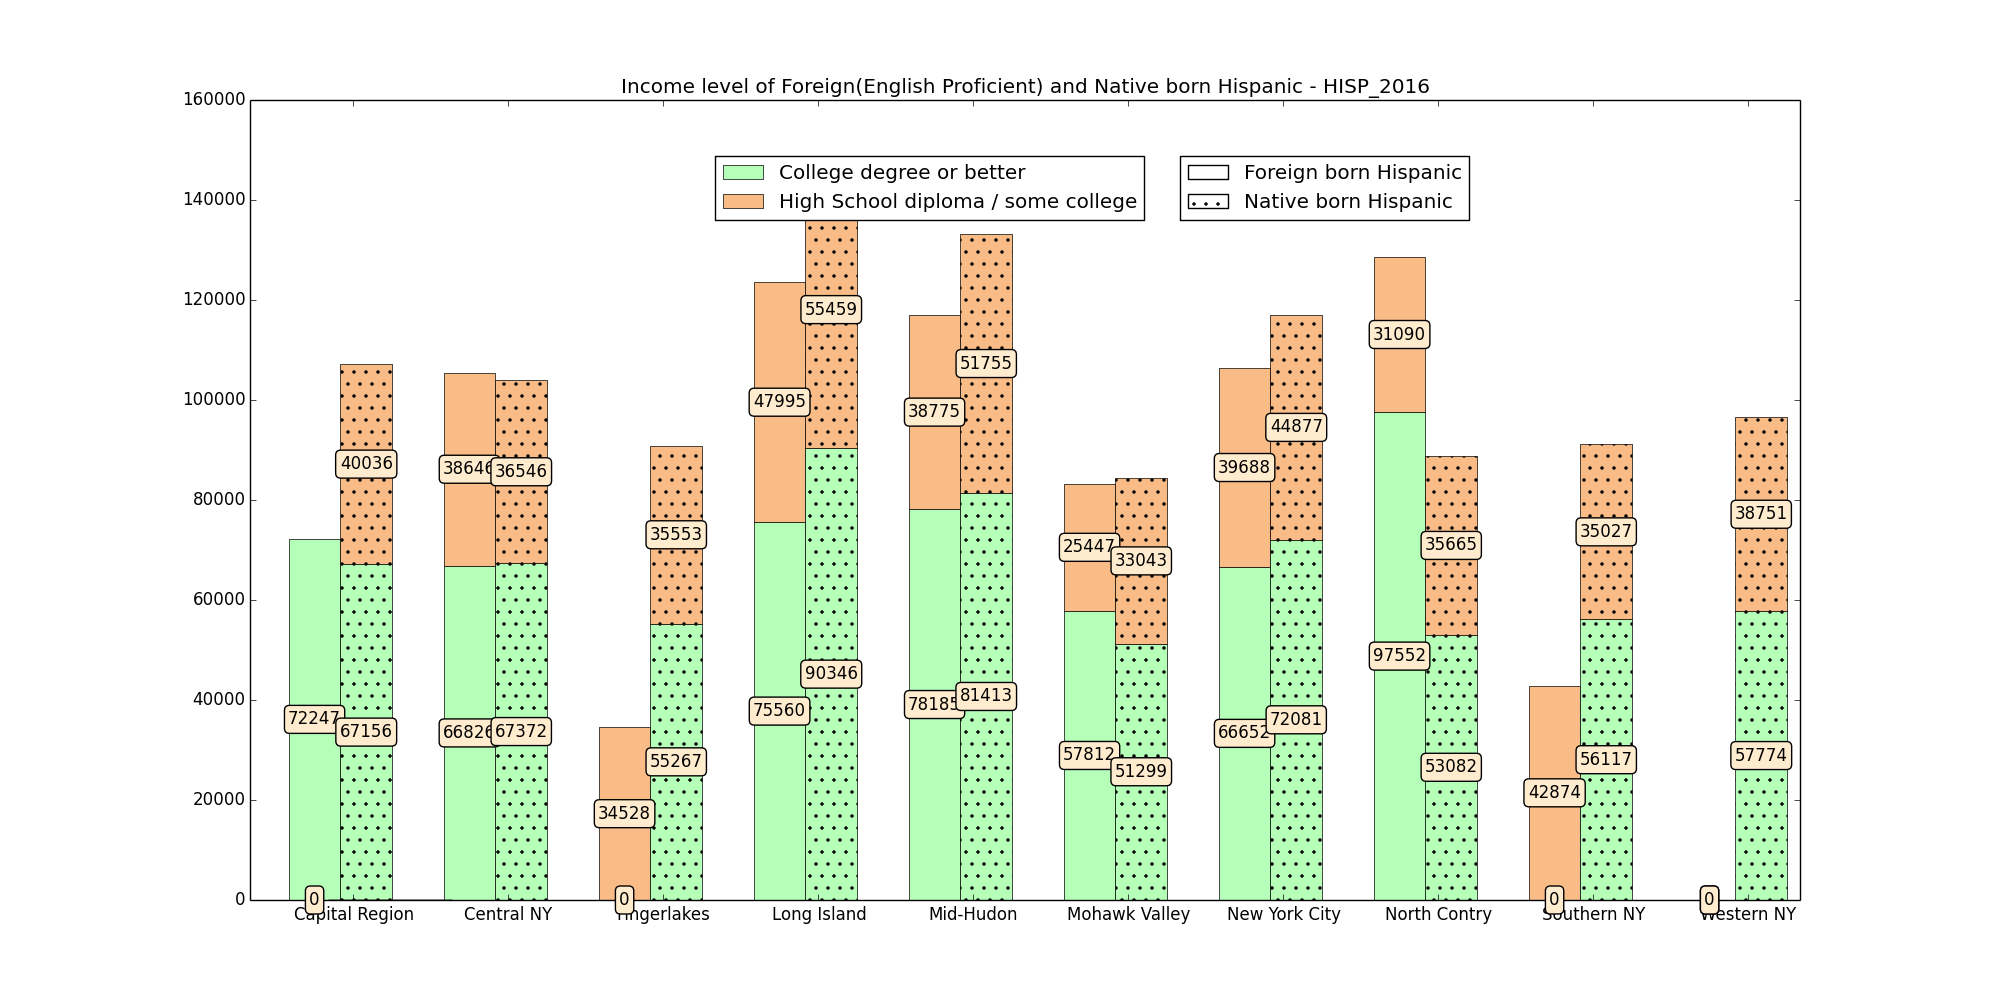 Income level of Foreign(English Proficient) and Native born Hispanic - HISP_2016
160000
140000
120000
100000
80000
60000
40000
20000
0
College degree or better
High School diploma / some college
Foreign born Hispanic
Native born Hispanic
72247 0 67156 40036
66826 38646 67372 36546
0 34528 55267 35553
75560 47995 90346 55459
78185 38775 81413 51755
57812 25447 51299 33043
66652 39688 72081 44877
97552 31090 53082 35665
0 42874 56117 35027
0 57774 38751
Capital Region Central NY Fingerlakes Long Island Mid-Hudon Mohawk Valley New York City North Contry Southern NY Western NY